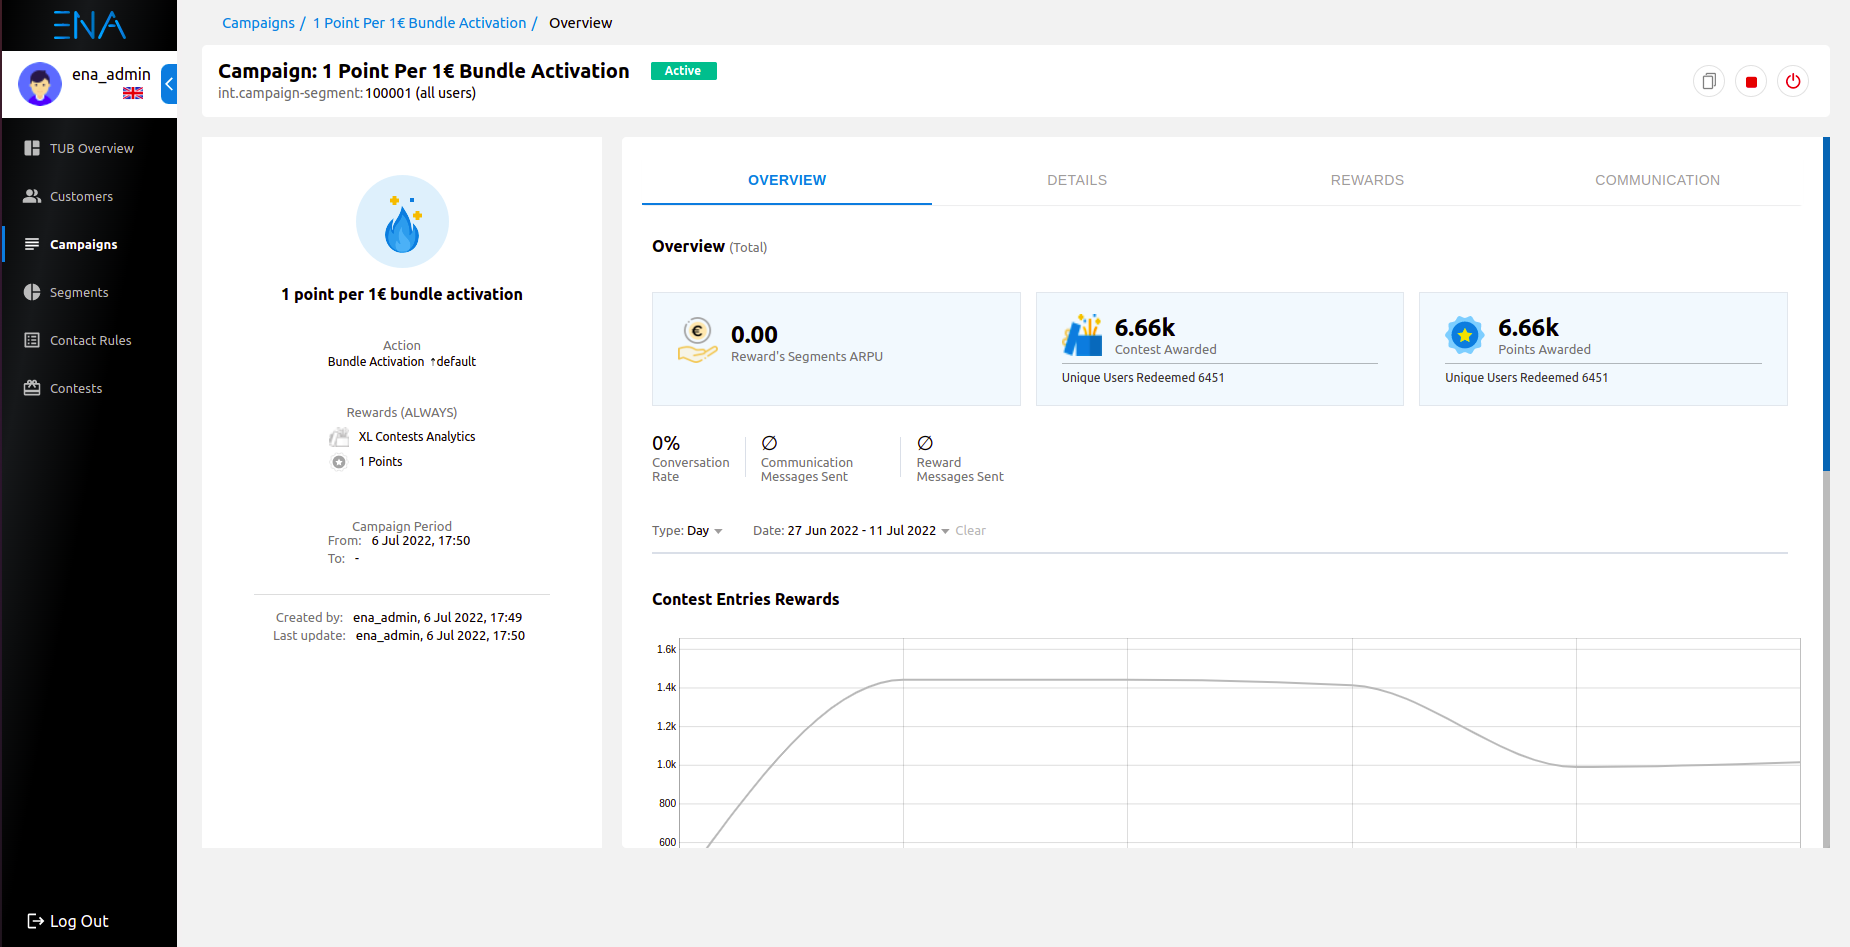 ENA
ena_admin
TUB Overview
Customers
Campaigns
Segments
Contact Rules
Contests
Log Out
Campaigns / 1 Point Per 1€ Bundle Activation / Overview
Campaign: 1 Point Per 1€ Bundle Activation Active
int.campaign-segment: 100001 (all users)
1 point per 1€ bundle activation
Action
Bundle Activation ↑default
Rewards (ALWAYS)
XL Contests Analytics
1 Points
Campaign Period
From: 6 Jul 2022, 17:50
To: -
Created by: ena_admin, 6 Jul 2022, 17:49
Last update: ena_admin, 6 Jul 2022, 17:50
OVERVIEW DETAILS REWARDS COMMUNICATION
Overview (Total)
0.00
Reward's Segments ARPU
6.66k
Contest Awarded
Unique Users Redeemed 6451
6.66k
Points Awarded
Unique Users Redeemed 6451
0%
Conversation
Rate
∅
Communication
Messages Sent
∅
Reward
Messages Sent
Type: Day Date: 27 Jun 2022 - 11 Jul 2022 Clear
Contest Entries Rewards
1.6k
1.4k
1.2k
1.0k
800
600